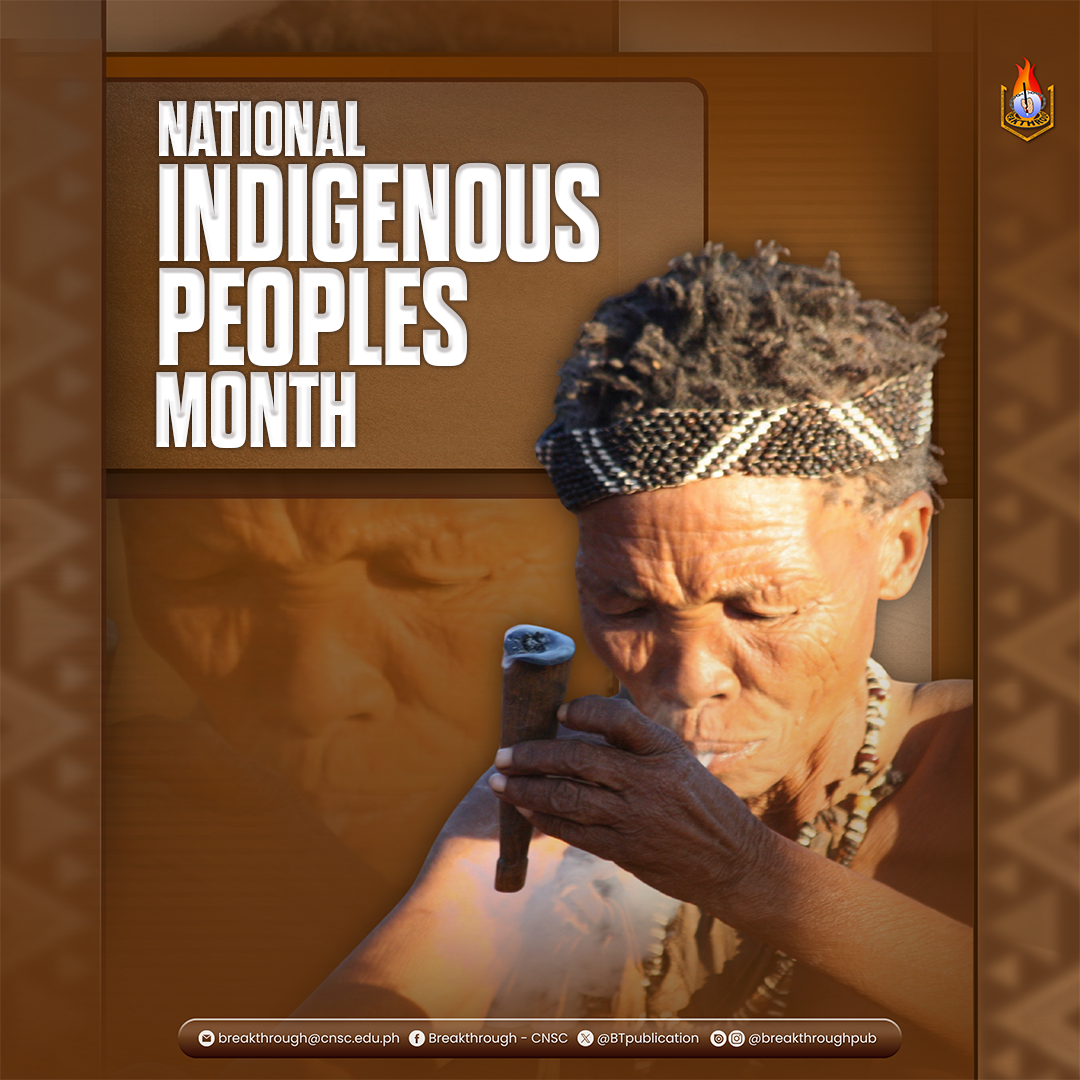 NATIONAL
INDIGENOUS
PEOPLES
MONTH
breakthrough@cnsc.edu.ph Breakthrough - CNSC @BTpublication @breakthroughpub